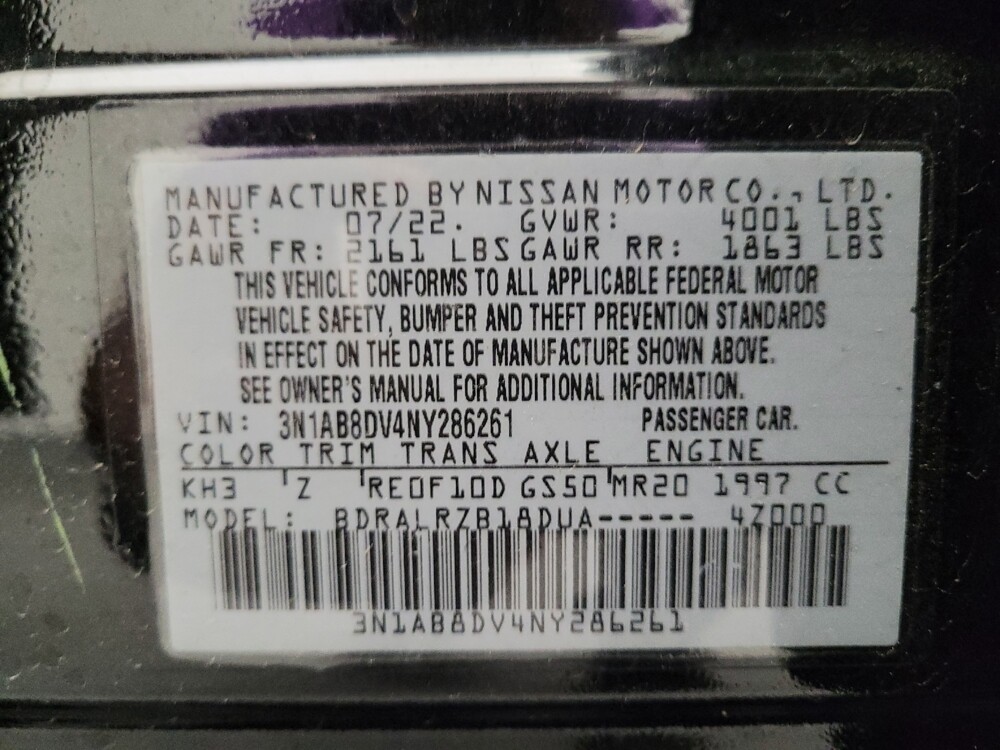 MANUFACTURED BY NISSAN MOTOR CO., LTD.
DATE: 07/22. GVWR: 4001 LBS
GAWR FR: 2161 LBS GAWR RR: 1863 LBS
THIS VEHICLE CONFORMS TO ALL APPLICABLE FEDERAL MOTOR
VEHICLE SAFETY, BUMPER AND THEFT PREVENTION STANDARDS
IN EFFECT ON THE DATE OF MANUFACTURE SHOWN ABOVE.
SEE OWNER'S MANUAL FOR ADDITIONAL INFORMATION.
VIN: 3N1AB8DV4NY286261 PASSENGER CAR.
COLOR TRIM TRANS AXLE ENGINE
KH3 Z RE0F10D GS50 MR20 1997 CC
MODEL: BDRALRZB18DUA----- 4Z000
3N1AB8DV4NY286261